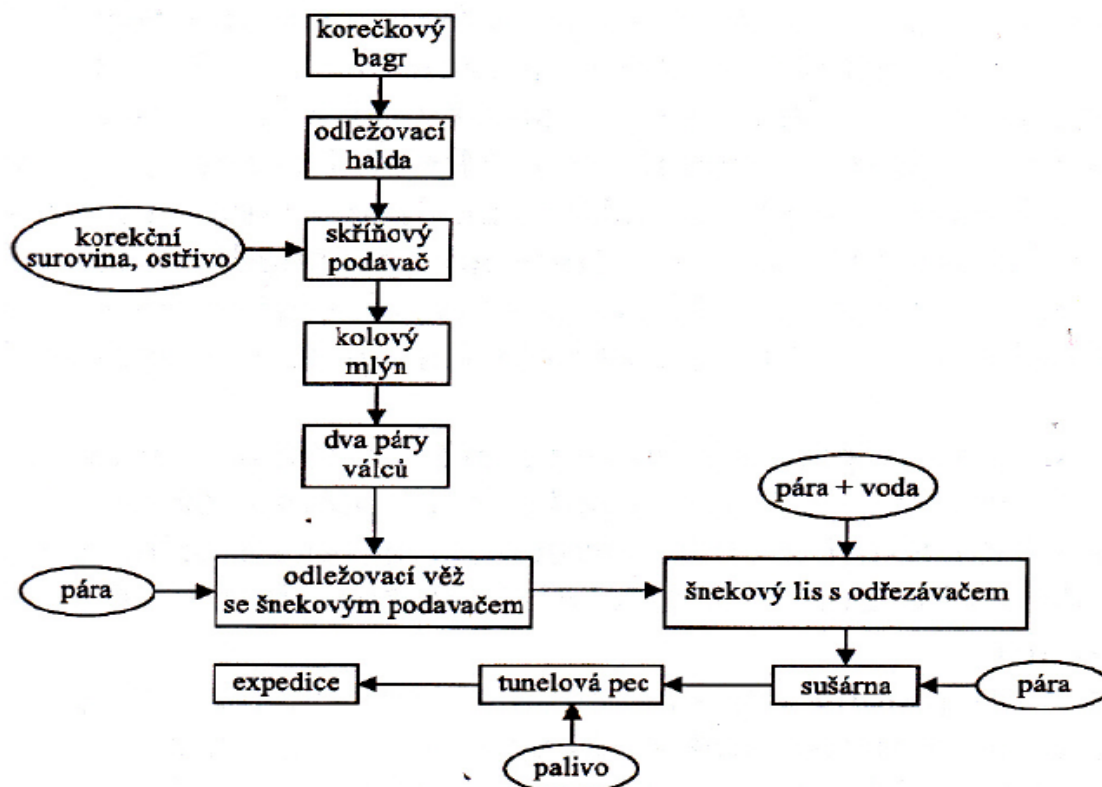 korečkový
bagr
odležovací
halda
korekční
surovina, ostřivo
skříňový
podavač
kolový
mlýn
dva páry
válců
pára + voda
pára
odležovací věž
se šnekovým podavačem
šnekový lis s odřezávačem
expedice
tunelová pec
sušárna
pára
palivo